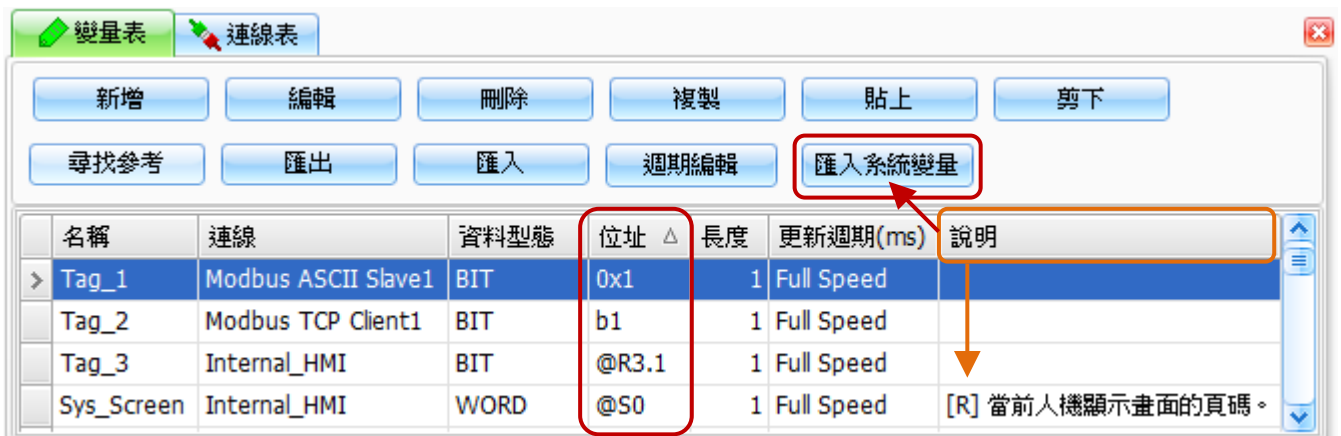 變量表 連線表
新增 編輯 刪除 複製 貼上 剪下
尋找參考 匯出 匯入 週期編輯 匯入系統變量
名稱 連線 資料型態 位址 長度 更新週期(ms) 說明
Tag_1 Modbus ASCII Slave1 BIT 0x1 1 Full Speed
Tag_2 Modbus TCP Client1 BIT b1 1 Full Speed
Tag_3 Internal_HMI BIT @R3.1 1 Full Speed
Sys_Screen Internal_HMI WORD @S0 1 Full Speed [R] 當前人機顯示畫面的頁碼。